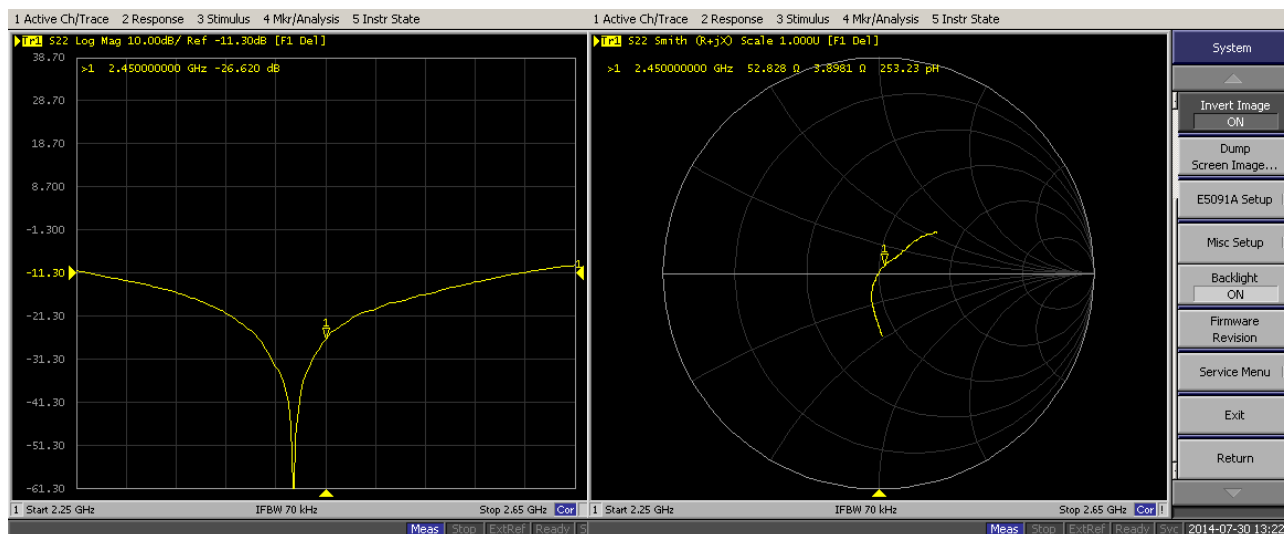 1 Active Ch/Trace 2 Response 3 Stimulus 4 Mkr/Analysis 5 Instr State
Tr1 S22 Log Mag 10.00dB/ Ref -11.30dB [F1 Del]
38.70
>1 2.450000000 GHz -26.620 dB
28.70
18.70
8.700
-1.300
-11.30
-21.30
-31.30
-41.30
-51.30
-61.30
1
1
1 Start 2.25 GHz IFBW 70 kHz Stop 2.65 GHz Cor
1 Active Ch/Trace 2 Response 3 Stimulus 4 Mkr/Analysis 5 Instr State
Tr1 S22 Smith (R+jX) Scale 1.000U [F1 Del]
>1 2.450000000 GHz 52.828 Ω 3.8981 Ω 253.23 pH
1
1 Start 2.25 GHz IFBW 70 kHz Stop 2.65 GHz Cor !
System
Invert Image
ON
Dump
Screen Image...
E5091A Setup
Misc Setup
Backlight
ON
Firmware
Revision
Service Menu
Exit
Return
Meas Stop ExtRef Ready S
Meas Stop ExtRef Ready Svc 2014-07-30 13:22